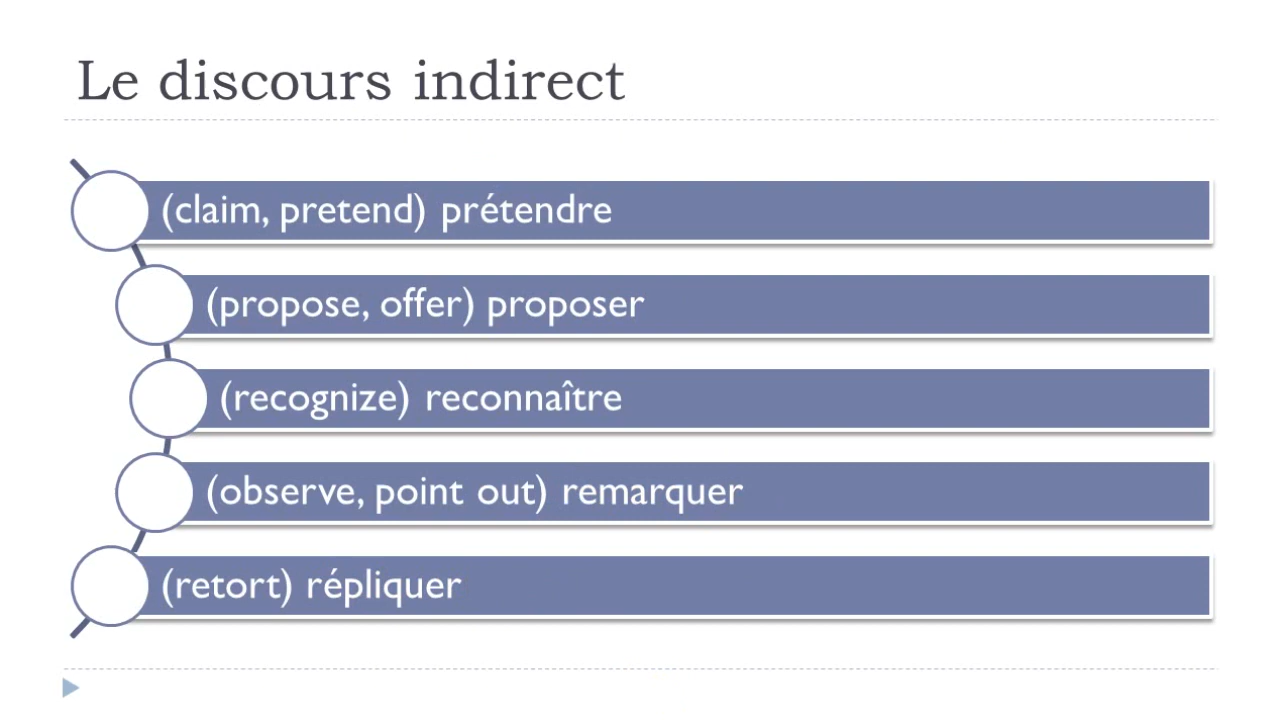 Le discours indirect
(claim, pretend) prétendre
(propose, offer) proposer
(recognize) reconnaître
(observe, point out) remarquer
(retort) répliquer